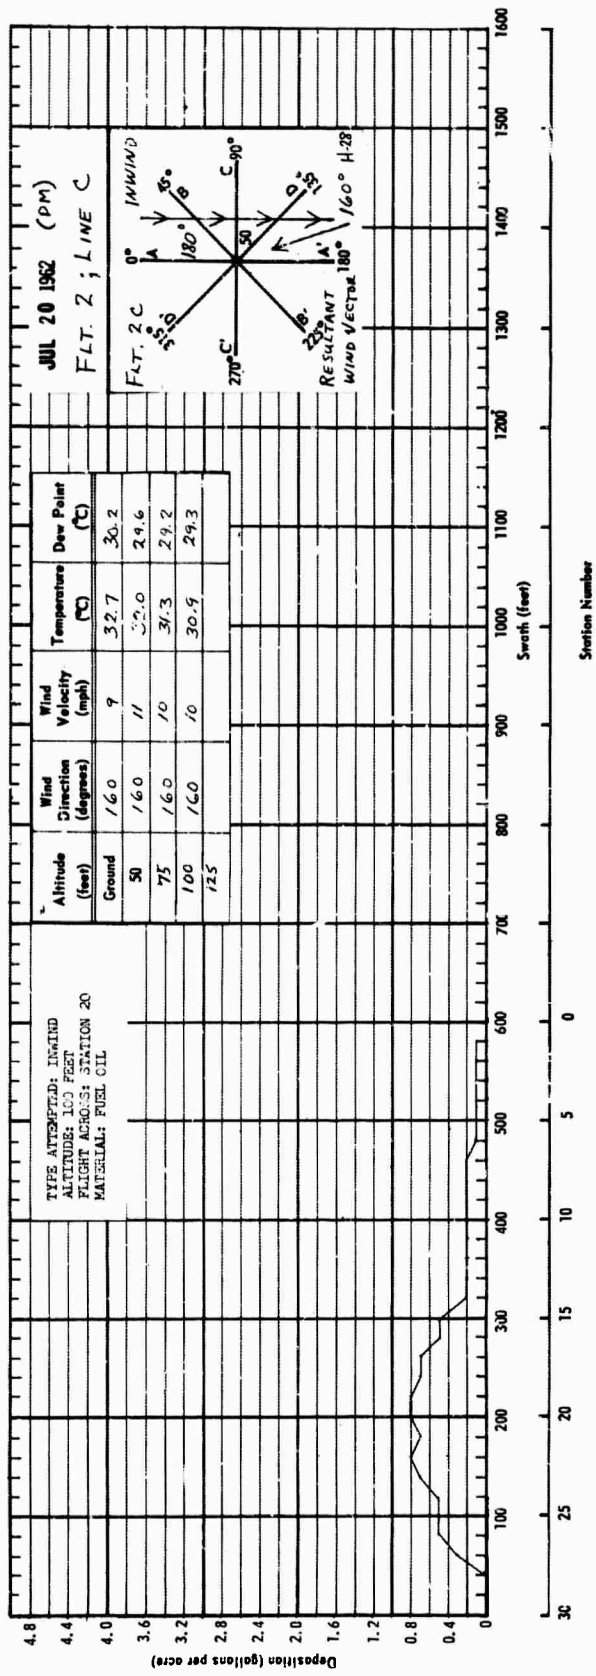 JUL 20 1962 (PM)
FLT. 2 ; LINE C
FLT. 2 C
INWIND
0°
A
180°
45°
B
C
90°
50
D
160° H-28
A'
180°
B'
225°
C'
270°
D'
RESULTANT
WIND VECTOR
Altitude (feet) Wind Direction (degrees) Wind Velocity (mph) Temperature (°C) Dew Point (°C)
Ground 160 9 32.7 30.2
50 160 11 29.6
75 160 10 31.3 29.2
100 160 10 30.9 29.3
125
TYPE ATTEMPTED: INWIND
ALTITUDE: 100 FEET
FLIGHT ACROSS: STATION 20
MATERIAL: FUEL OIL
Deposition (gallons per acre)
4.8
4.4
4.0
3.6
3.2
2.8
2.4
2.0
1.6
1.2
0.8
0.4
0
100 200 300 400 500 600 700 800 900 1000 1100 1200 1300 1400 1500 1600
Swath (feet)
30 25 20 15 10 5 0
Station Number